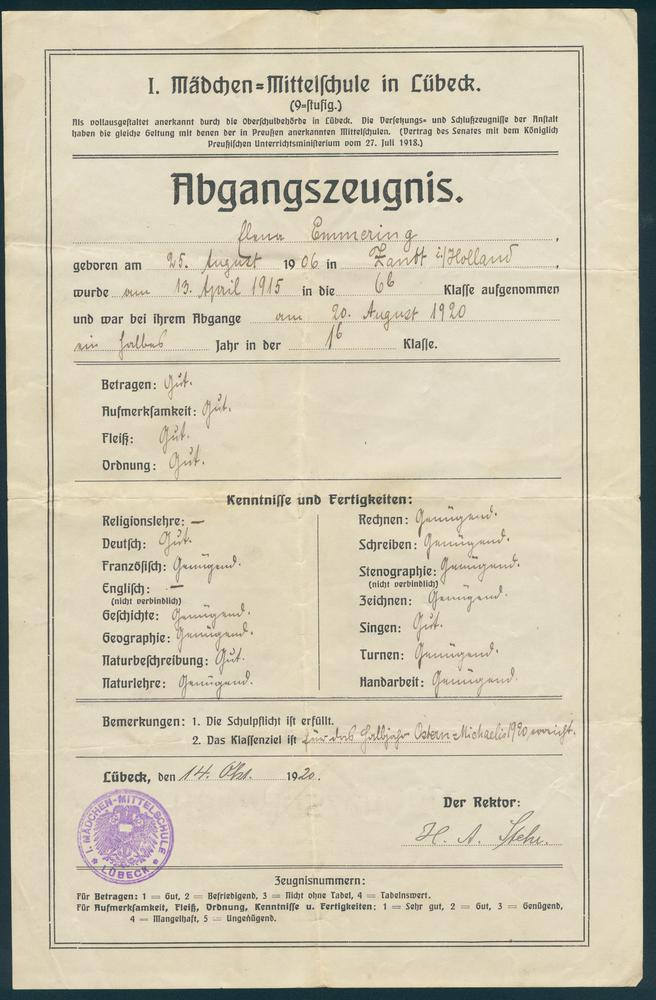 I. Mädchen=Mittelschule in Lübeck.
(9=stufig.)
Als vollausgestaltet anerkannt durch die Oberschulbehörde in Lübeck. Die Versetzungs= und Schlußzeugnisse der Anstalt
haben die gleiche Geltung mit denen der in Preußen anerkannten Mittelschulen. (Vertrag des Senates mit dem Königlich
Preußischen Unterrichtsministerium vom 27. Juli 1918.)
Abgangszeugnis.
Elena Emmering,
geboren am 25. August 1906 in Zandt i/Holland,
wurde am 13. April 1915 in die 6b Klasse aufgenommen
und war bei ihrem Abgange am 20. August 1920
ein halbes Jahr in der 1b Klasse.
Betragen: Gut.
Aufmerksamkeit: Gut.
Fleiß: Gut.
Ordnung: Gut.
Kenntnisse und Fertigkeiten:
Religionslehre: —
Deutsch: Gut.
Französisch: Genügend.
Englisch: —
(nicht verbindlich)
Geschichte: Genügend.
Geographie: Genügend.
Naturbeschreibung: Gut.
Naturlehre: Genügend.
Rechnen: Genügend.
Schreiben: Genügend.
Stenographie: Genügend.
(nicht verbindlich)
Zeichnen: Genügend.
Singen: Gut.
Turnen: Genügend.
Handarbeit: Genügend.
Bemerkungen: 1. Die Schulpflicht ist erfüllt.
2. Das Klassenziel ist für das Halbjahr Ostern-Michaelis 1920 erreicht.
Lübeck, den 14. Okt. 1920.
Der Rektor:
H. A. Stehr.
I. MÄDCHEN-MITTELSCHULE
LÜBECK
Zeugnisnummern:
Für Betragen: 1 = Gut, 2 = Befriedigend, 3 = Nicht ohne Tadel, 4 = Tadelnswert.
Für Aufmerksamkeit, Fleiß, Ordnung, Kenntnisse u. Fertigkeiten: 1 = Sehr gut, 2 = Gut, 3 = Genügend,
4 = Mangelhaft, 5 = Ungenügend.